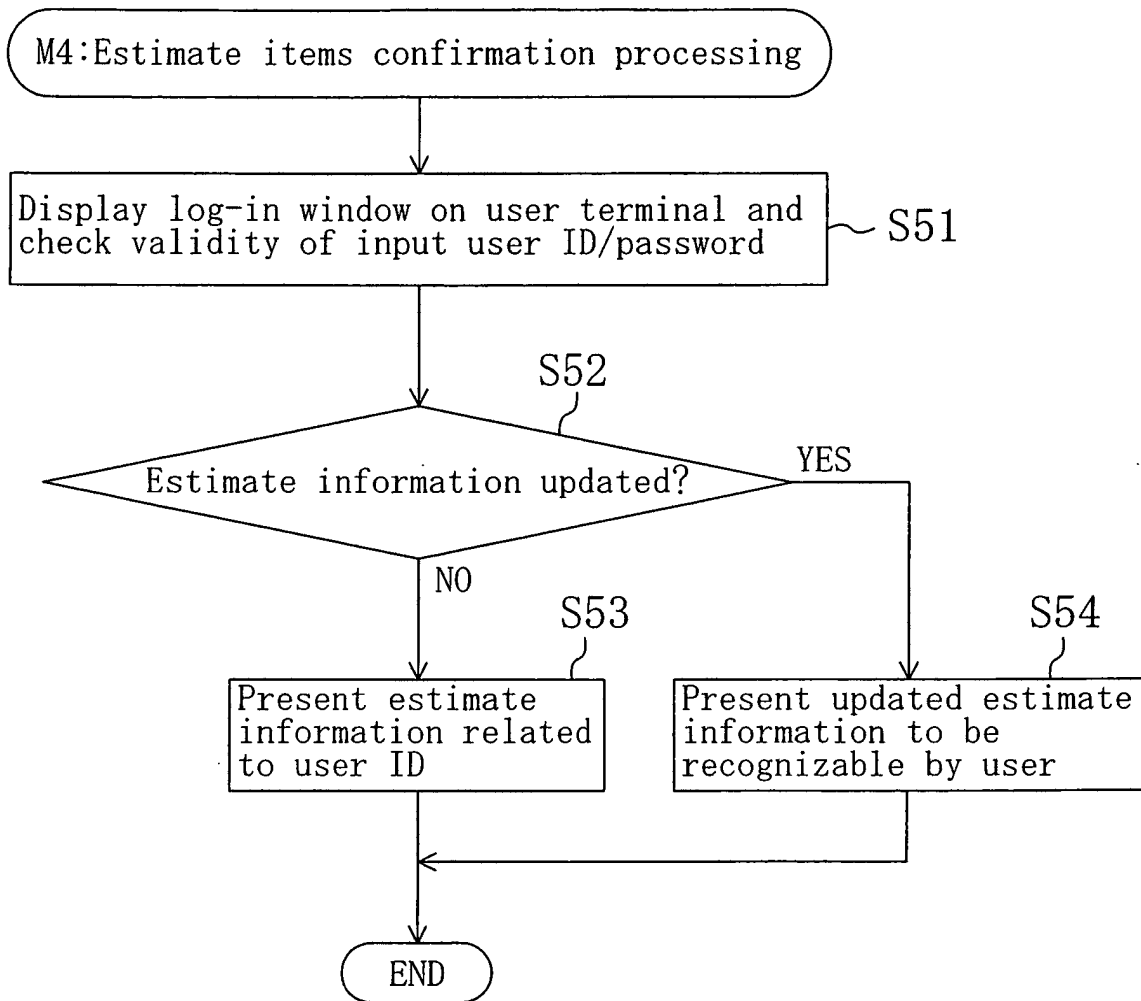 M4:Estimate items confirmation processing
Display log-in window on user terminal and
check validity of input user ID/password
S51
S52
Estimate information updated?
YES
NO
S53
Present estimate
information related
to user ID
S54
Present updated estimate
information to be
recognizable by user
END